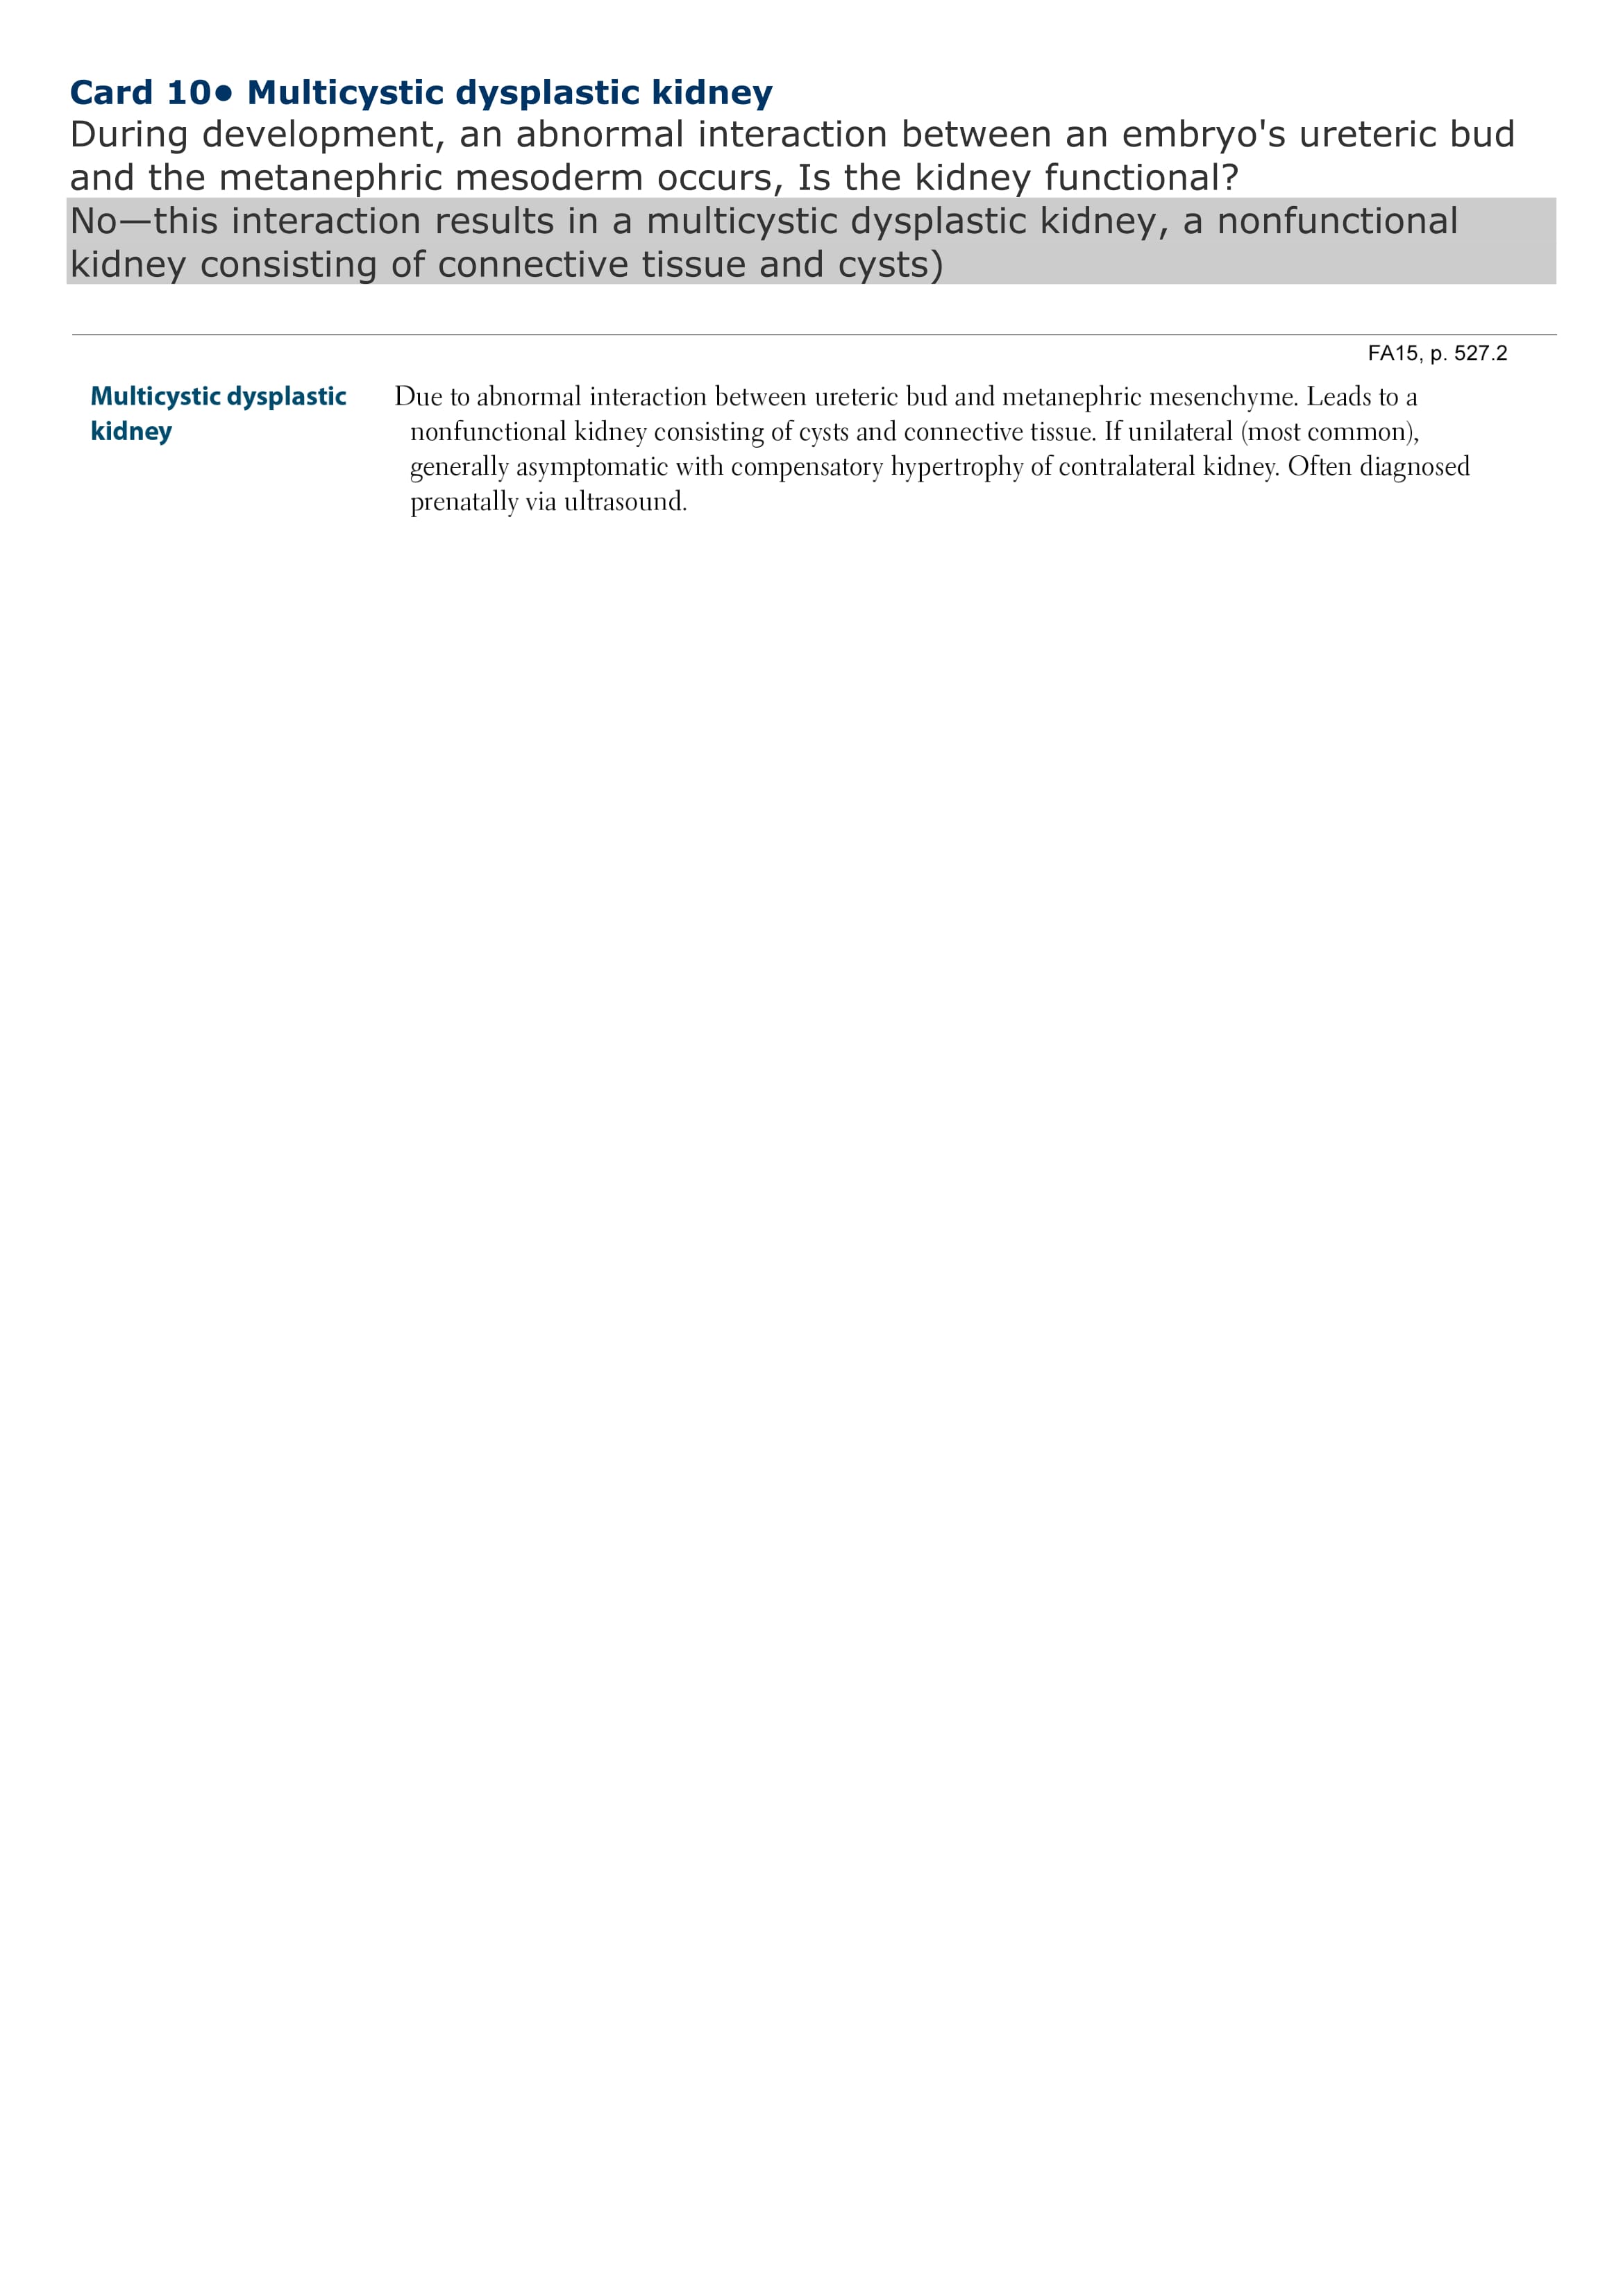 Card 10● Multicystic dysplastic kidney
During development, an abnormal interaction between an embryo's ureteric bud
and the metanephric mesoderm occurs, Is the kidney functional?
No—this interaction results in a multicystic dysplastic kidney, a nonfunctional
kidney consisting of connective tissue and cysts)
FA15, p. 527.2
Multicystic dysplastic
kidney
Due to abnormal interaction between ureteric bud and metanephric mesenchyme. Leads to a
nonfunctional kidney consisting of cysts and connective tissue. If unilateral (most common),
generally asymptomatic with compensatory hypertrophy of contralateral kidney. Often diagnosed
prenatally via ultrasound.